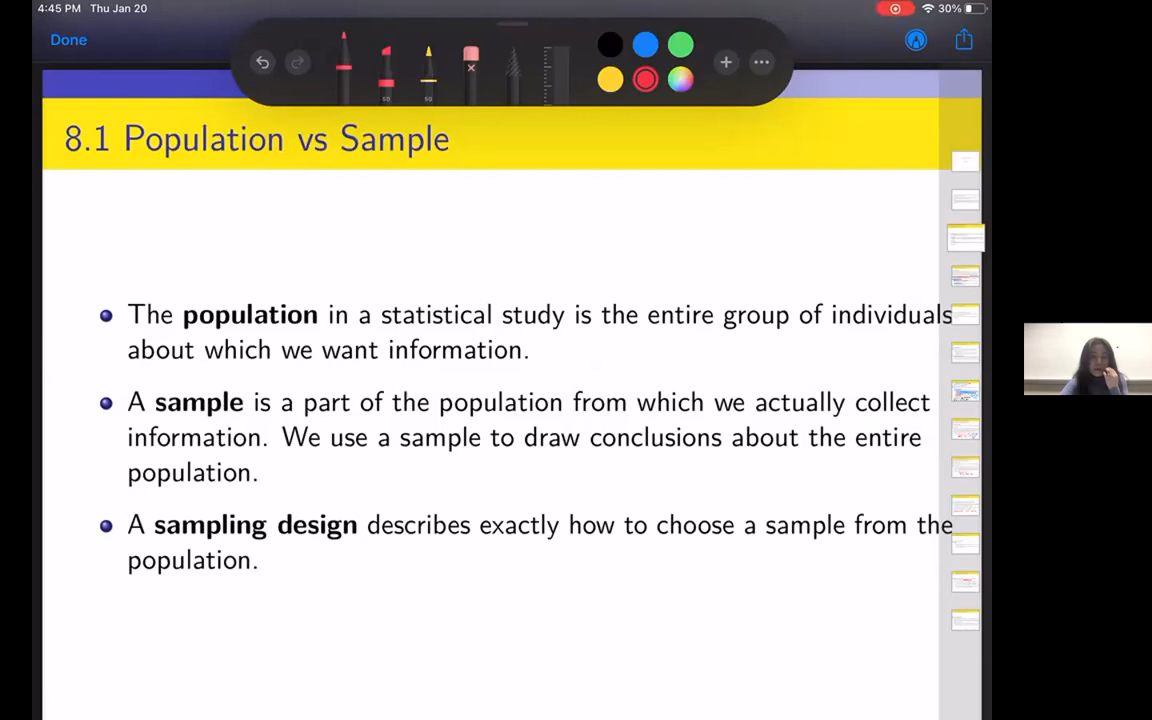 4:45 PM Thu Jan 20
30%
Done
50
50
8.1 Population vs Sample
The population in a statistical study is the entire group of individuals
about which we want information.
A sample is a part of the population from which we actually collect
information. We use a sample to draw conclusions about the entire
population.
A sampling design describes exactly how to choose a sample from the
population.